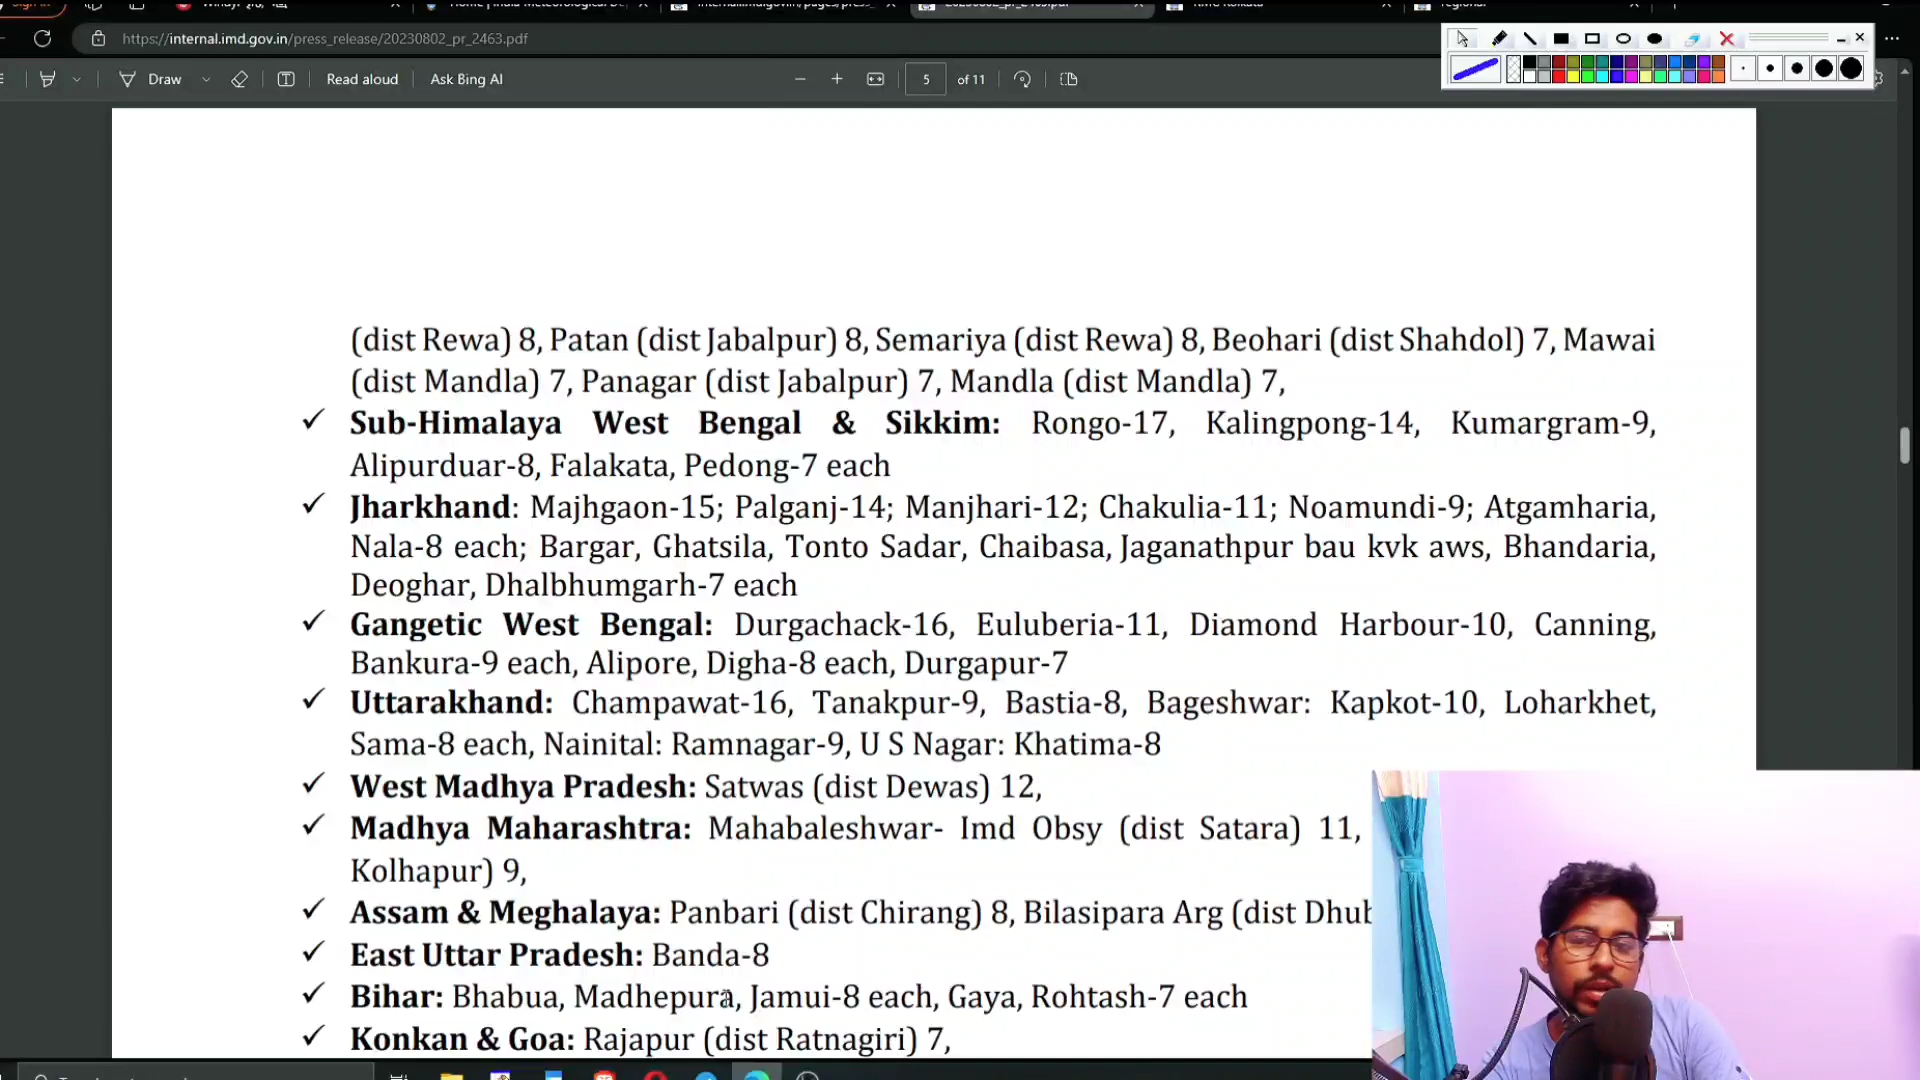 https://internal.imd.gov.in/press_release/20230802_pr_2463.pdf
Draw
Read aloud
Ask Bing AI
5 of 11
(dist Rewa) 8, Patan (dist Jabalpur) 8, Semariya (dist Rewa) 8, Beohari (dist Shahdol) 7, Mawai
(dist Mandla) 7, Panagar (dist Jabalpur) 7, Mandla (dist Mandla) 7,
✓ Sub-Himalaya West Bengal & Sikkim: Rongo-17, Kalingpong-14, Kumargram-9,
Alipurduar-8, Falakata, Pedong-7 each
✓ Jharkhand: Majhgaon-15; Palganj-14; Manjhari-12; Chakulia-11; Noamundi-9; Atgamharia,
Nala-8 each; Bargar, Ghatsila, Tonto Sadar, Chaibasa, Jaganathpur bau kvk aws, Bhandaria,
Deoghar, Dhalbhumgarh-7 each
✓ Gangetic West Bengal: Durgachack-16, Euluberia-11, Diamond Harbour-10, Canning,
Bankura-9 each, Alipore, Digha-8 each, Durgapur-7
✓ Uttarakhand: Champawat-16, Tanakpur-9, Bastia-8, Bageshwar: Kapkot-10, Loharkhet,
Sama-8 each, Nainital: Ramnagar-9, U S Nagar: Khatima-8
✓ West Madhya Pradesh: Satwas (dist Dewas) 12,
✓ Madhya Maharashtra: Mahabaleshwar- Imd Obsy (dist Satara) 11,
Kolhapur) 9,
✓ Assam & Meghalaya: Panbari (dist Chirang) 8, Bilasipara Arg (dist Dhub
✓ East Uttar Pradesh: Banda-8
✓ Bihar: Bhabua, Madhepura, Jamui-8 each, Gaya, Rohtash-7 each
✓ Konkan & Goa: Rajapur (dist Ratnagiri) 7,